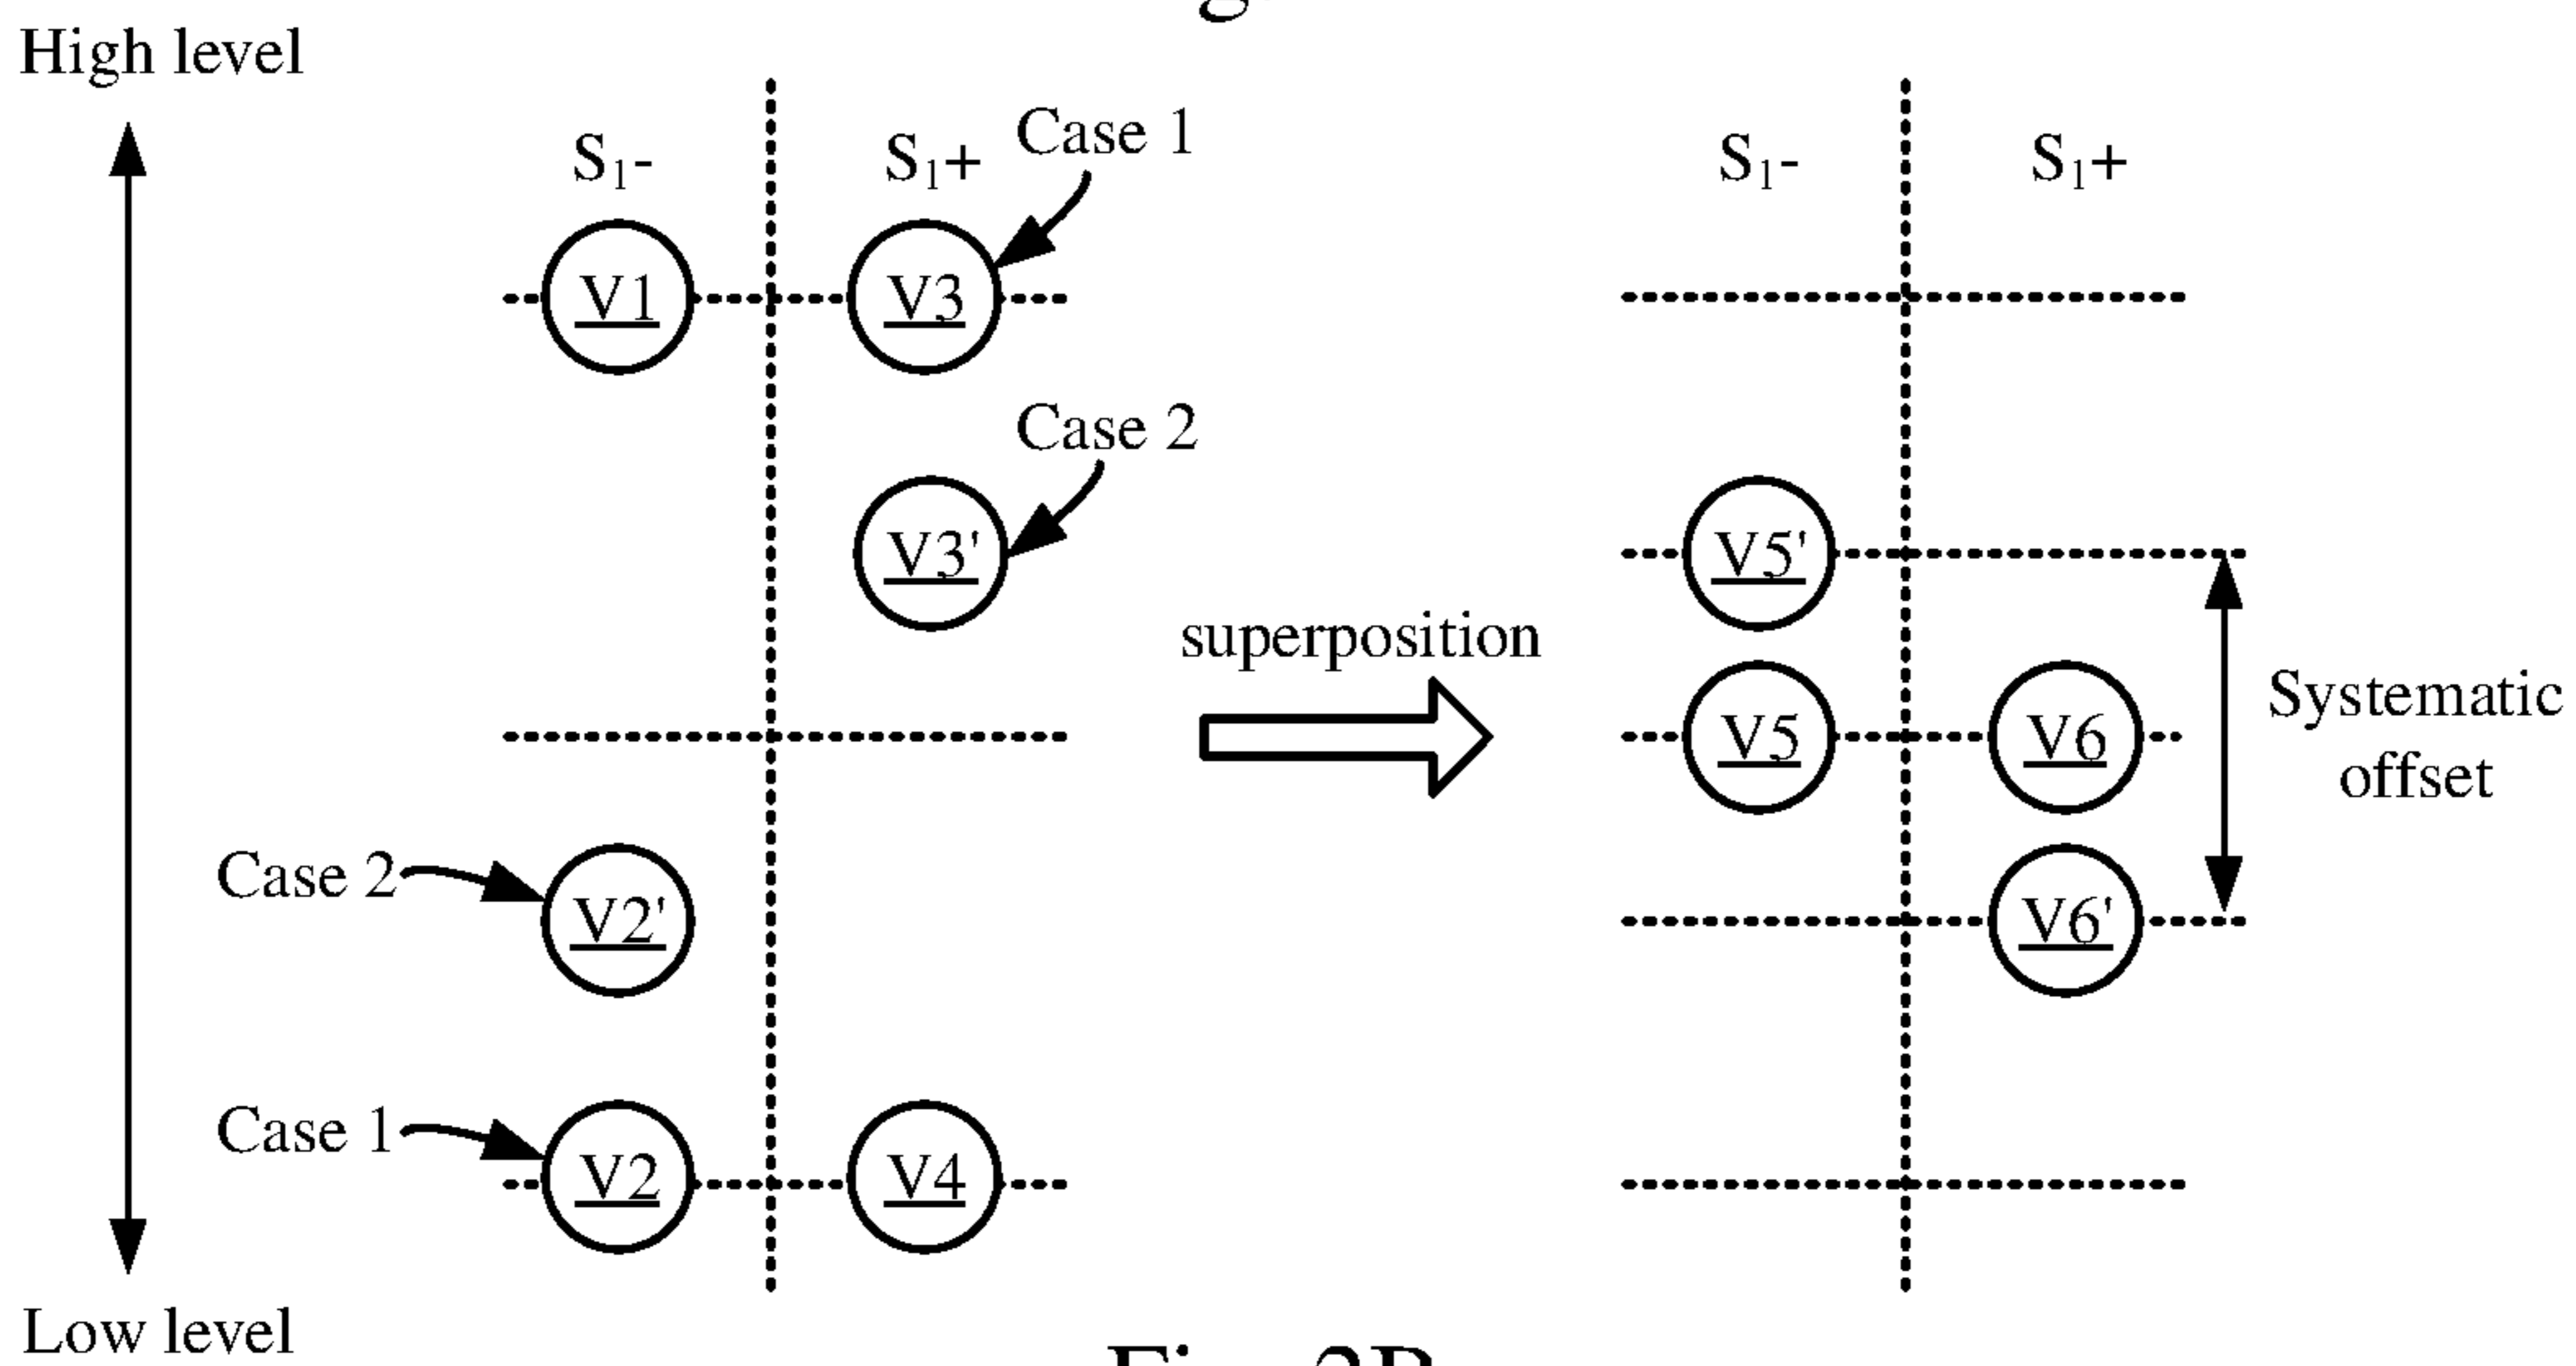 High level
S₁-
S₁+
Case 1
S₁-
S₁+
V1
V3
Case 2
V3'
V5'
superposition
V5
V6
Systematic
offset
Case 2
V2'
V6'
Case 1
V2
V4
Low level